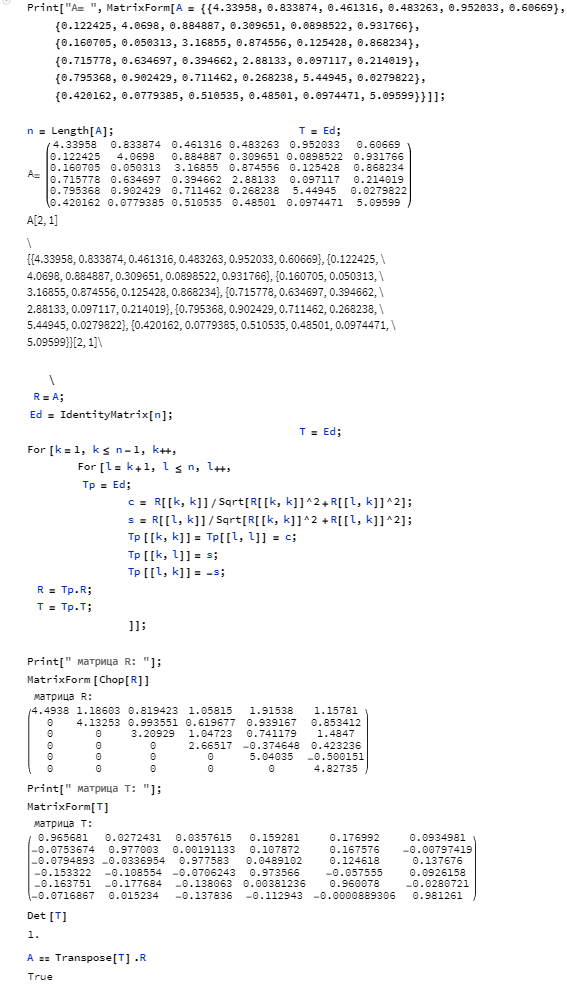 Print["A= ", MatrixForm[A = {{4.33958, 0.833874, 0.461316, 0.483263, 0.952033, 0.60669},
{0.122425, 4.0698, 0.884887, 0.309651, 0.0898522, 0.931766},
{0.160705, 0.050313, 3.16855, 0.874556, 0.125428, 0.868234},
{0.715778, 0.634697, 0.394662, 2.88133, 0.097117, 0.214019},
{0.795368, 0.902429, 0.711462, 0.268238, 5.44945, 0.0279822},
{0.420162, 0.0779385, 0.510535, 0.48501, 0.0974471, 5.09599}}]];
n = Length[A]; T = Ed;
4.33958 0.833874 0.461316 0.483263 0.952033 0.60669
0.122425 4.0698 0.884887 0.309651 0.0898522 0.931766
0.160705 0.050313 3.16855 0.874556 0.125428 0.868234
A= 0.715778 0.634697 0.394662 2.88133 0.097117 0.214019
0.795368 0.902429 0.711462 0.268238 5.44945 0.0279822
0.420162 0.0779385 0.510535 0.48501 0.0974471 5.09599
A[2, 1]
\
{{4.33958, 0.833874, 0.461316, 0.483263, 0.952033, 0.60669}, {0.122425, \
4.0698, 0.884887, 0.309651, 0.0898522, 0.931766}, {0.160705, 0.050313, \
3.16855, 0.874556, 0.125428, 0.868234}, {0.715778, 0.634697, 0.394662, \
2.88133, 0.097117, 0.214019}, {0.795368, 0.902429, 0.711462, 0.268238, \
5.44945, 0.0279822}, {0.420162, 0.0779385, 0.510535, 0.48501, 0.0974471, \
5.09599}}[2, 1]\
\
R = A;
Ed = IdentityMatrix[n];
T = Ed;
For[k = 1, k ≤ n - 1, k++,
For[l = k + 1, l ≤ n, l++,
Tp = Ed;
c = R[[k, k]] / Sqrt[R[[k, k]]^2 + R[[l, k]]^2];
s = R[[l, k]] / Sqrt[R[[k, k]]^2 + R[[l, k]]^2];
Tp[[k, k]] = Tp[[l, l]] = c;
Tp[[k, l]] = s;
Tp[[l, k]] = -s;
R = Tp.R;
T = Tp.T;
]];
Print[" матрица R: "];
MatrixForm[Chop[R]]
матрица R:
4.4938 1.18603 0.819423 1.05815 1.91538 1.15781
0 4.13253 0.993551 0.619677 0.939167 0.853412
0 0 3.20929 1.04723 0.741179 1.4847
0 0 0 2.66517 -0.374648 0.423236
0 0 0 0 5.04035 -0.500151
0 0 0 0 0 4.82735
Print[" матрица T: "];
MatrixForm[T]
матрица T:
0.965681 0.0272431 0.0357615 0.159281 0.176992 0.0934981
-0.0753674 0.977003 0.00191133 0.107872 0.167576 -0.00797419
-0.0794893 -0.0336954 0.977583 0.0489102 0.124618 0.137676
-0.153322 -0.108554 -0.0706243 0.973566 -0.057555 0.0926158
-0.163751 -0.177684 -0.138063 0.00381236 0.960078 -0.0280721
-0.0716867 0.015234 -0.137836 -0.112943 -0.0000889306 0.981261
Det[T]
1.
A == Transpose[T].R
True